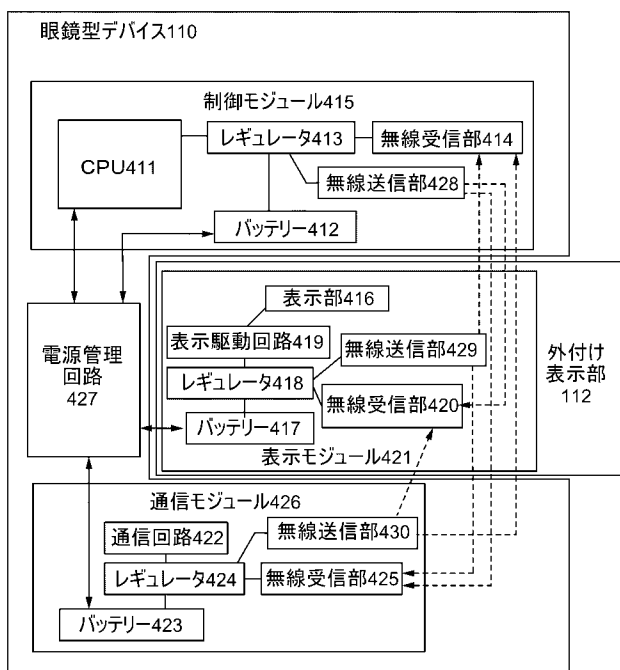 眼鏡型デバイス110
制御モジュール415
レギュレータ413
無線受信部414
CPU411
無線送信部428
バッテリー412
表示部416
表示駆動回路419
無線送信部429
外付け
表示部
112
電源管理
回路
427
レギュレータ418
無線受信部420
バッテリー417
表示モジュール421
通信モジュール426
通信回路422
無線送信部430
レギュレータ424
無線受信部425
バッテリー423